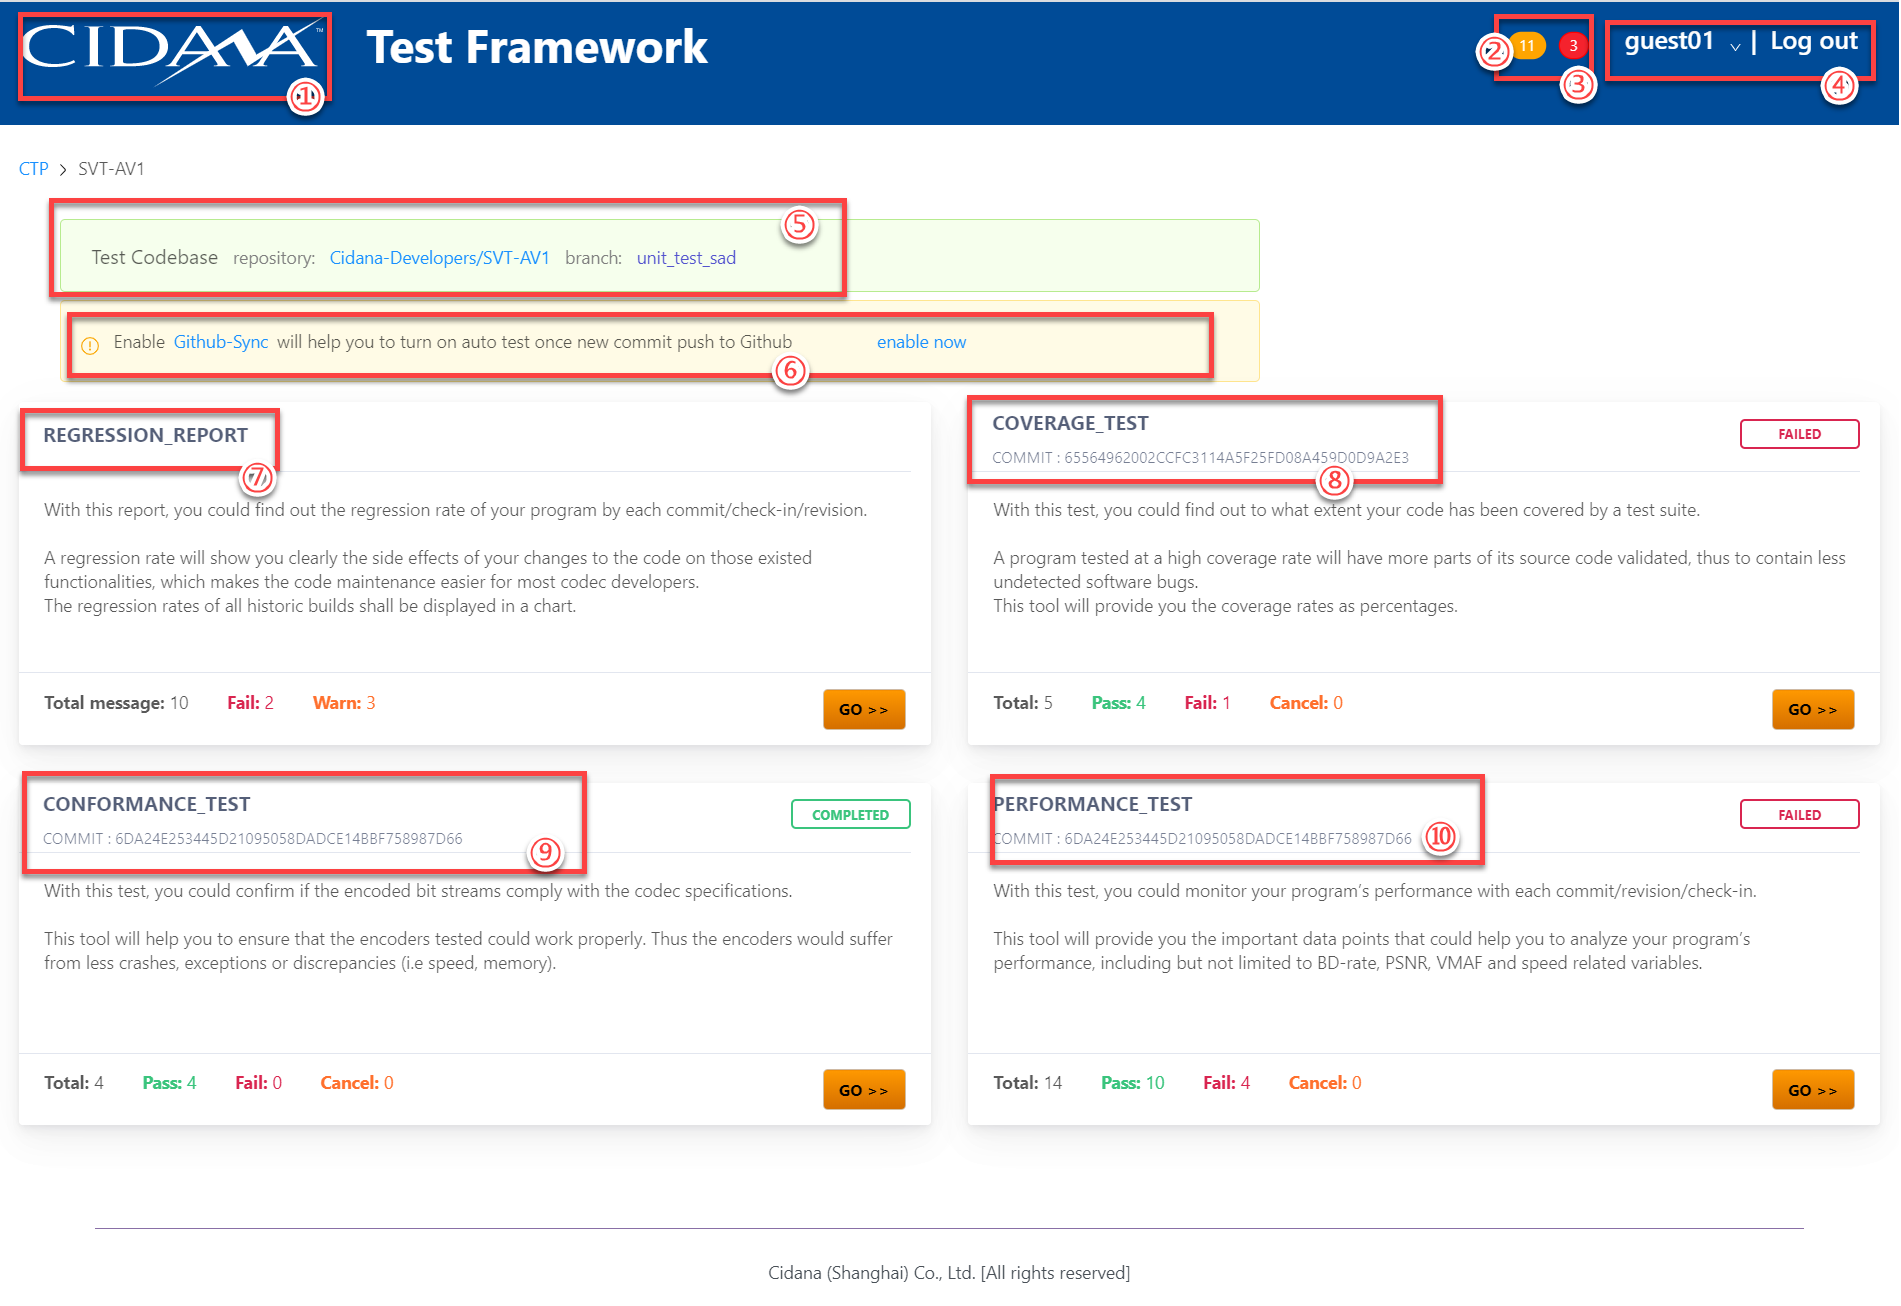 CIDANA™ Test Framework
② 11 3 ③
guest01 | Log out
①
④
CTP > SVT-AV1
⑤
Test Codebase repository: Cidana-Developers/SVT-AV1 branch: unit_test_sad
Enable Github-Sync will help you to turn on auto test once new commit push to Github enable now
⑥
REGRESSION_REPORT
⑦
With this report, you could find out the regression rate of your program by each commit/check-in/revision.
A regression rate will show you clearly the side effects of your changes to the code on those existed
functionalities, which makes the code maintenance easier for most codec developers.
The regression rates of all historic builds shall be displayed in a chart.
Total message: 10 Fail: 2 Warn: 3 GO >>
COVERAGE_TEST
FAILED
COMMIT : 65564962002CCFC3114A5F25FD08A459D0D9A2E3
⑧
With this test, you could find out to what extent your code has been covered by a test suite.
A program tested at a high coverage rate will have more parts of its source code validated, thus to contain less
undetected software bugs.
This tool will provide you the coverage rates as percentages.
Total: 5 Pass: 4 Fail: 1 Cancel: 0 GO >>
CONFORMANCE_TEST
COMPLETED
COMMIT : 6DA24E253445D21095058DADCE14BBF758987D66
⑨
With this test, you could confirm if the encoded bit streams comply with the codec specifications.
This tool will help you to ensure that the encoders tested could work properly. Thus the encoders would suffer
from less crashes, exceptions or discrepancies (i.e speed, memory).
Total: 4 Pass: 4 Fail: 0 Cancel: 0 GO >>
PERFORMANCE_TEST
FAILED
COMMIT : 6DA24E253445D21095058DADCE14BBF758987D66 ⑩
With this test, you could monitor your program’s performance with each commit/revision/check-in.
This tool will provide you the important data points that could help you to analyze your program’s
performance, including but not limited to BD-rate, PSNR, VMAF and speed related variables.
Total: 14 Pass: 10 Fail: 4 Cancel: 0 GO >>
Cidana (Shanghai) Co., Ltd. [All rights reserved]